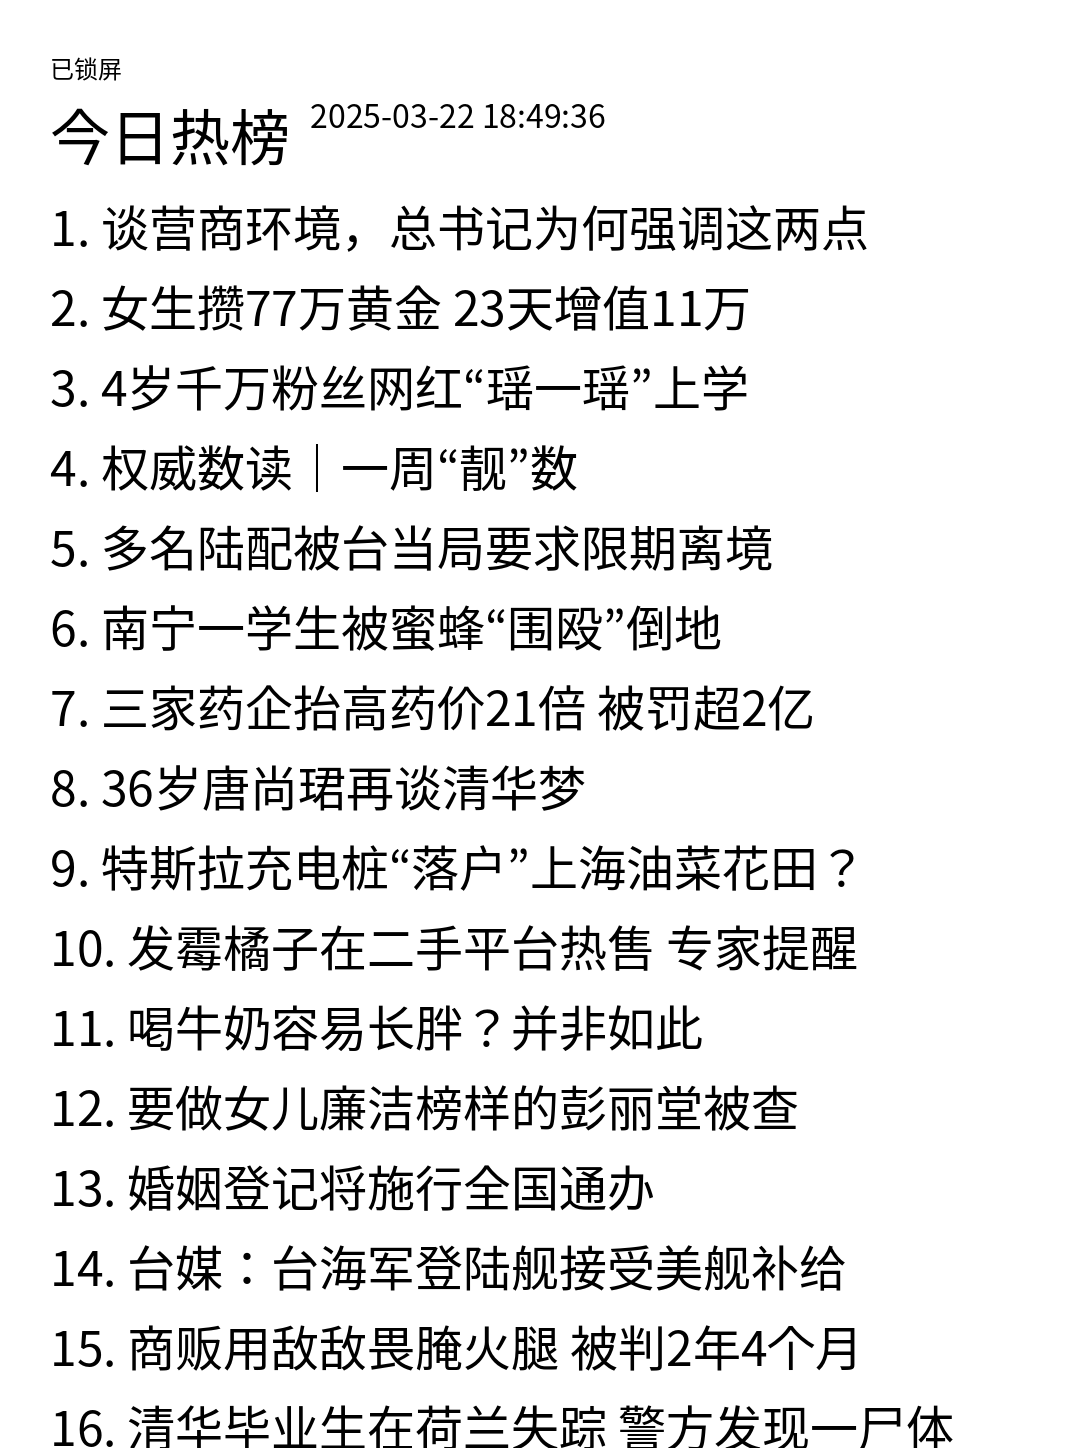 已锁屏
今日热榜 2025-03-22 18:49:36
1. 谈营商环境，总书记为何强调这两点
2. 女生攒77万黄金 23天增值11万
3. 4岁千万粉丝网红“瑶一瑶”上学
4. 权威数读｜一周“靓”数
5. 多名陆配被台当局要求限期离境
6. 南宁一学生被蜜蜂“围殴”倒地
7. 三家药企抬高药价21倍 被罚超2亿
8. 36岁唐尚珺再谈清华梦
9. 特斯拉充电桩“落户”上海油菜花田？
10. 发霉橘子在二手平台热售 专家提醒
11. 喝牛奶容易长胖？并非如此
12. 要做女儿廉洁榜样的彭丽堂被查
13. 婚姻登记将施行全国通办
14. 台媒：台海军登陆舰接受美舰补给
15. 商贩用敌敌畏腌火腿 被判2年4个月
16. 清华毕业生在荷兰失踪 警方发现一尸体